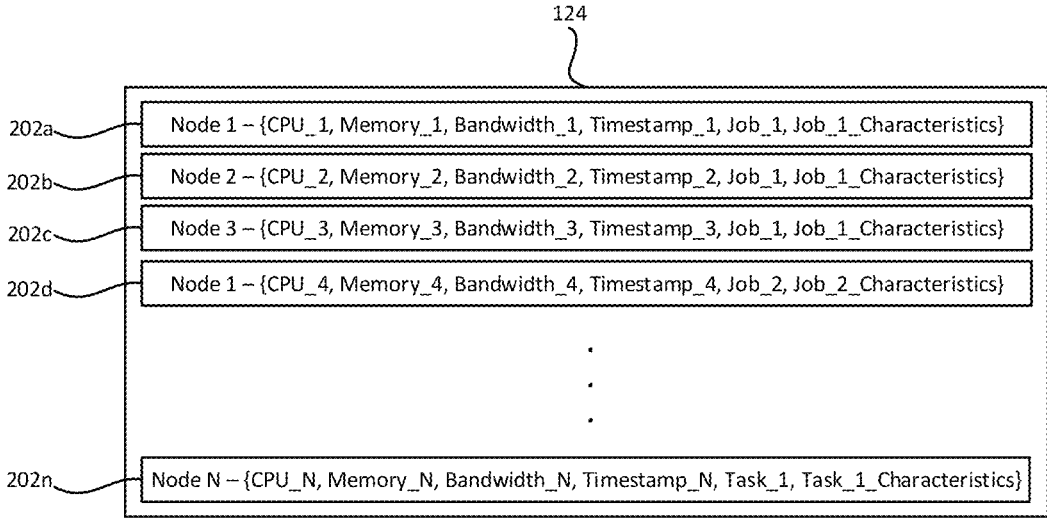 124
202a
Node 1 – {CPU_1, Memory_1, Bandwidth_1, Timestamp_1, Job_1, Job_1_Characteristics}
202b
Node 2 – {CPU_2, Memory_2, Bandwidth_2, Timestamp_2, Job_1, Job_1_Characteristics}
202c
Node 3 – {CPU_3, Memory_3, Bandwidth_3, Timestamp_3, Job_1, Job_1_Characteristics}
202d
Node 1 – {CPU_4, Memory_4, Bandwidth_4, Timestamp_4, Job_2, Job_2_Characteristics}
.
.
.
202n
Node N – {CPU_N, Memory_N, Bandwidth_N, Timestamp_N, Task_1, Task_1_Characteristics}